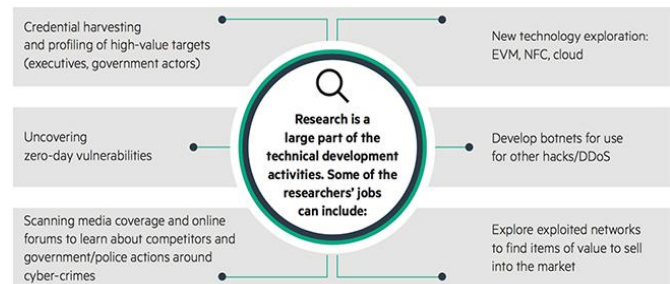 Credential harvesting
and profiling of high-value targets
(executives, government actors)
Uncovering
zero-day vulnerabilities
Scanning media coverage and online
forums to learn about competitors and
government/police actions around
cyber-crimes
Research is a
large part of the
technical development
activities. Some of the
researchers' jobs
can include:
New technology exploration:
EVM, NFC, cloud
Develop botnets for use
for other hacks/DDoS
Explore exploited networks
to find items of value to sell
into the market